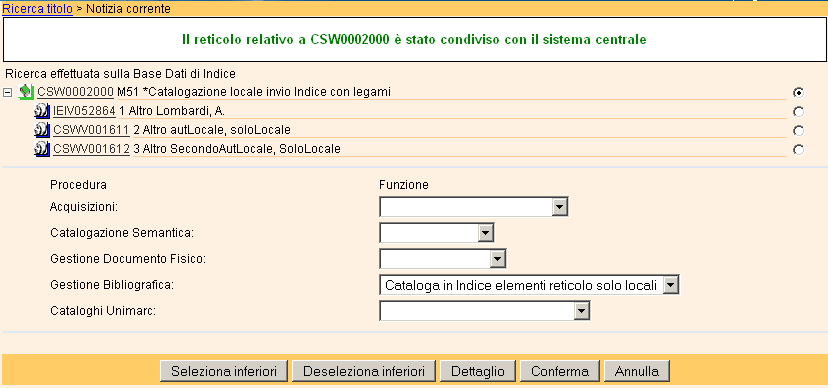 Ricerca titolo > Notizia corrente
Il reticolo relativo a CSW0002000 è stato condiviso con il sistema centrale
Ricerca effettuata sulla Base Dati di Indice
CSW0002000 M51 *Catalogazione locale invio Indice con legami
IEIV052864 1 Altro Lombardi, A.
CSWV001611 2 Altro autLocale, soloLocale
CSWV001612 3 Altro SecondoAutLocale, SoloLocale
Procedura Funzione
Acquisizioni:
Catalogazione Semantica:
Gestione Documento Fisico:
Gestione Bibliografica: Cataloga in Indice elementi reticolo solo locali
Cataloghi Unimarc:
Seleziona inferiori Deseleziona inferiori Dettaglio Conferma Annulla